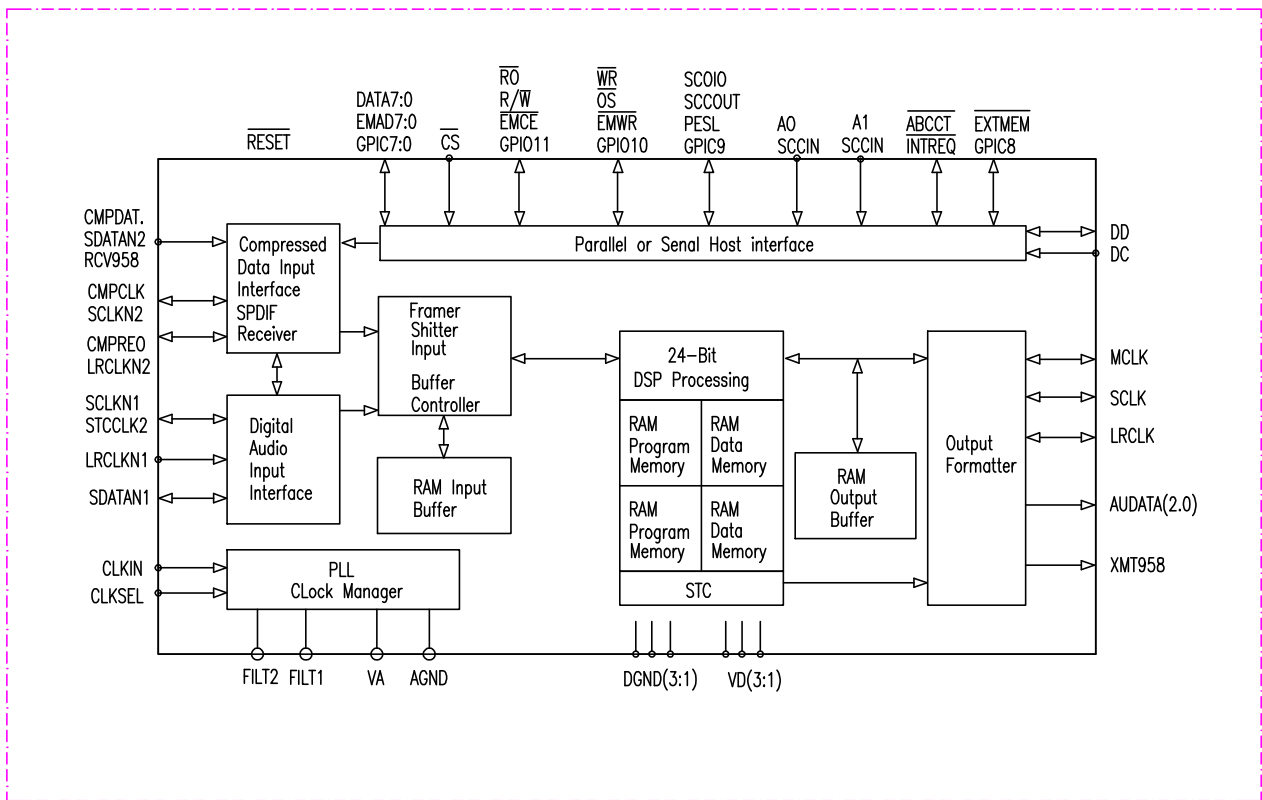 RESET
DATA7:0
EMAD7:0
GPIC7:0
CS
RO
R/W
EMCE
GPIO11
WR
OS
EMWR
GPIO10
SCOIO
SCCOUT
PESL
GPIC9
A0
SCCIN
A1
SCCIN
ABCCT
INTREQ
EXTMEM
GPIC8
CMPDAT.
SDATAN2
RCV958
CMPCLK
SCLKN2
CMPREO
LRCLKN2
SCLKN1
STCCLK2
LRCLKN1
SDATAN1
CLKIN
CLKSEL
Compressed
Data Input
Interface
SPDIF
Receiver
Parallel or Senal Host interface
DD
DC
Framer
Shitter
Input
Buffer
Controller
Digital
Audio
Input
Interface
RAM Input
Buffer
PLL
CLock Manager
24-Bit
DSP Processing
RAM
Program
Memory
RAM
Data
Memory
RAM
Program
Memory
RAM
Data
Memory
STC
RAM
Output
Buffer
Output
Formatter
MCLK
SCLK
LRCLK
AUDATA(2.0)
XMT958
FILT2
FILT1
VA
AGND
DGND(3:1)
VD(3:1)